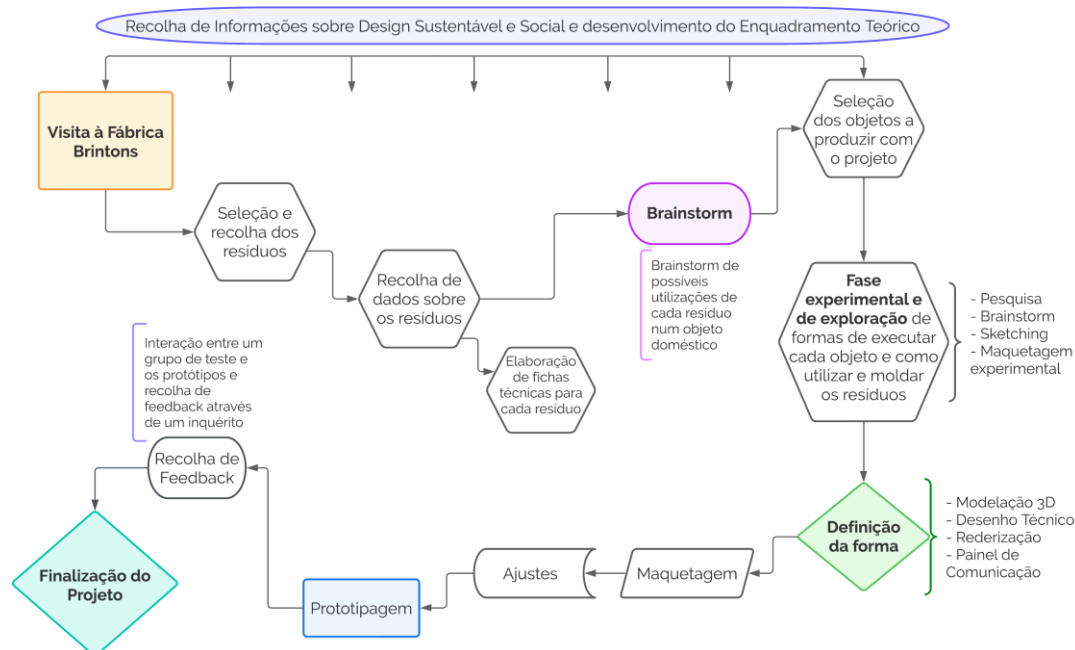 Recolha de Informações sobre Design Sustentável e Social e desenvolvimento do Enquadramento Teórico
Visita à Fábrica
Brintons
Seleção e
recolha dos
resíduos
Recolha de
dados sobre
os resíduos
Elaboração
de fichas
técnicas para
cada resíduo
Brainstorm
Brainstorm de
possíveis
utilizações de
cada resíduo
num objeto
doméstico
Seleção
dos objetos a
produzir com
o projeto
Fase
experimental e
de exploração de
formas de executar
cada objeto e como
utilizar e moldar
os resíduos
- Pesquisa
- Brainstorm
- Sketching
- Maquetagem
experimental
Definição
da forma
- Modelação 3D
- Desenho Técnico
- Rederização
- Painel de
Comunicação
Maquetagem
Ajustes
Prototipagem
Interação entre um
grupo de teste e
os protótipos e
recolha de
feedback através
de um inquérito
Recolha de
Feedback
Finalização do
Projeto